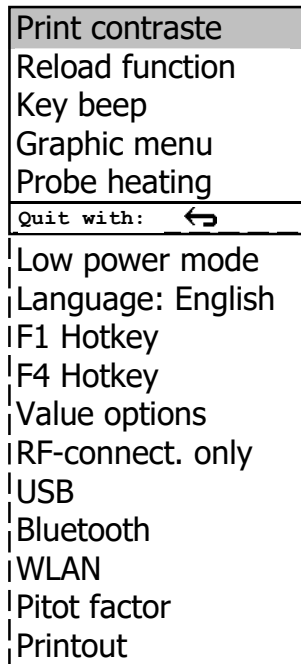 Print contraste
Reload function
Key beep
Graphic menu
Probe heating
Quit with:
Low power mode
Language: English
F1 Hotkey
F4 Hotkey
Value options
RF-connect. only
USB
Bluetooth
WLAN
Pitot factor
Printout